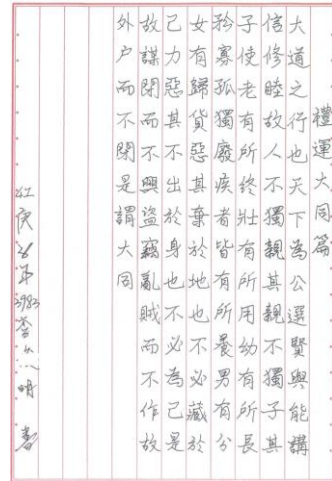 禮運大同篇
大道之行也天下為公選賢與能講
信修睦故人不獨親其親不獨子其
子使老有所終壯有所用幼有所長
矜寡孤獨廢疾者皆有所養男有分
女有歸貨惡其棄於地也不必藏於
己力惡其不出於身也不必為己是
故謀閉而不興盜竊亂賊而不作故
外户而不閉是謂大同
3983
書